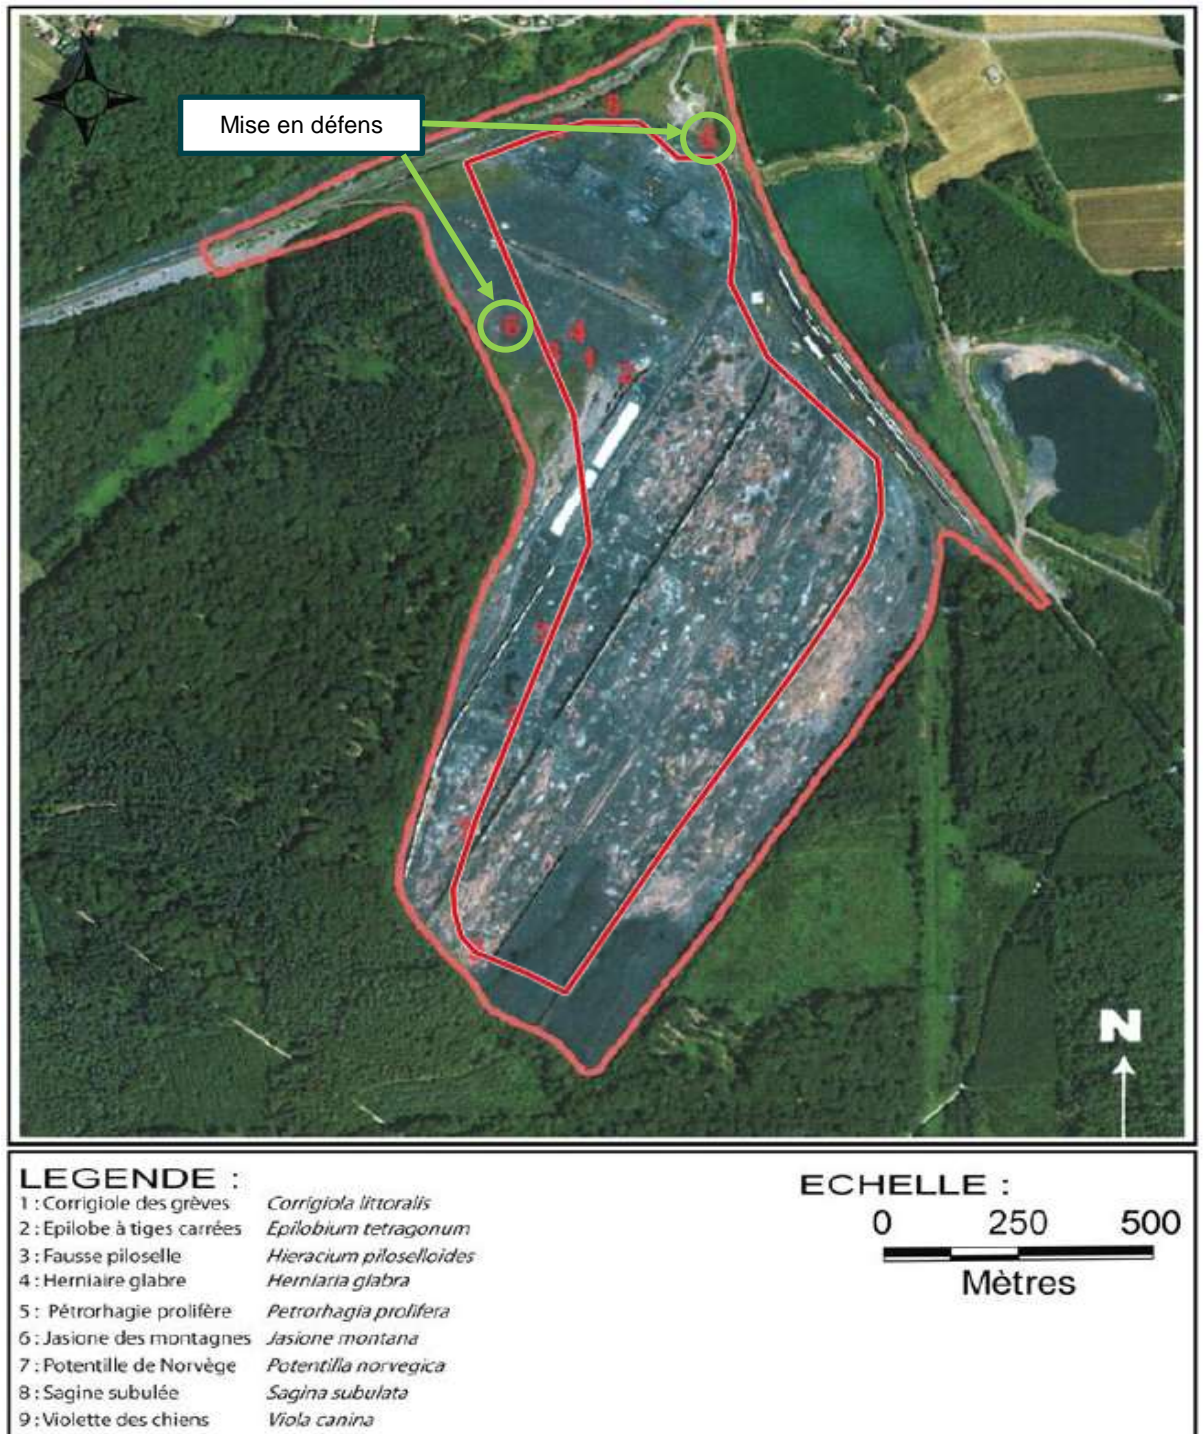 Mise en défens
6
4
1
N
LEGENDE :
1 : Corrigiole des grèves Corrigiola littoralis
2 : Epilobe à tiges carrées Epilobium tetragonum
3 : Fausse piloselle Hieracium piloselloides
4 : Herniaire glabre Herniaria glabra
5 : Pétrorhagie prolifère Petrorhagia prolifera
6 : Jasione des montagnes Jasione montana
7 : Potentille de Norvège Potentilla norvegica
8 : Sagine subulée Sagina subulata
9 : Violette des chiens Viola canina
ECHELLE :
0 250 500
Mètres